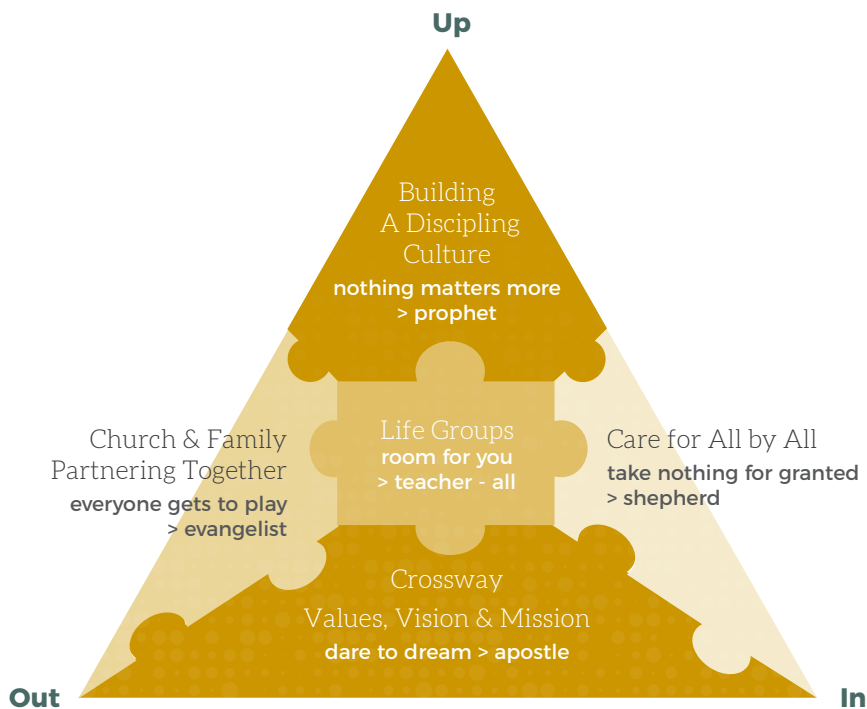 Up
Building
A Discipling
Culture
nothing matters more
> prophet
Church & Family
Partnering Together
everyone gets to play
> evangelist
Life Groups
room for you
> teacher - all
Care for All by All
take nothing for granted
> shepherd
Crossway
Values, Vision & Mission
dare to dream > apostle
Out
In